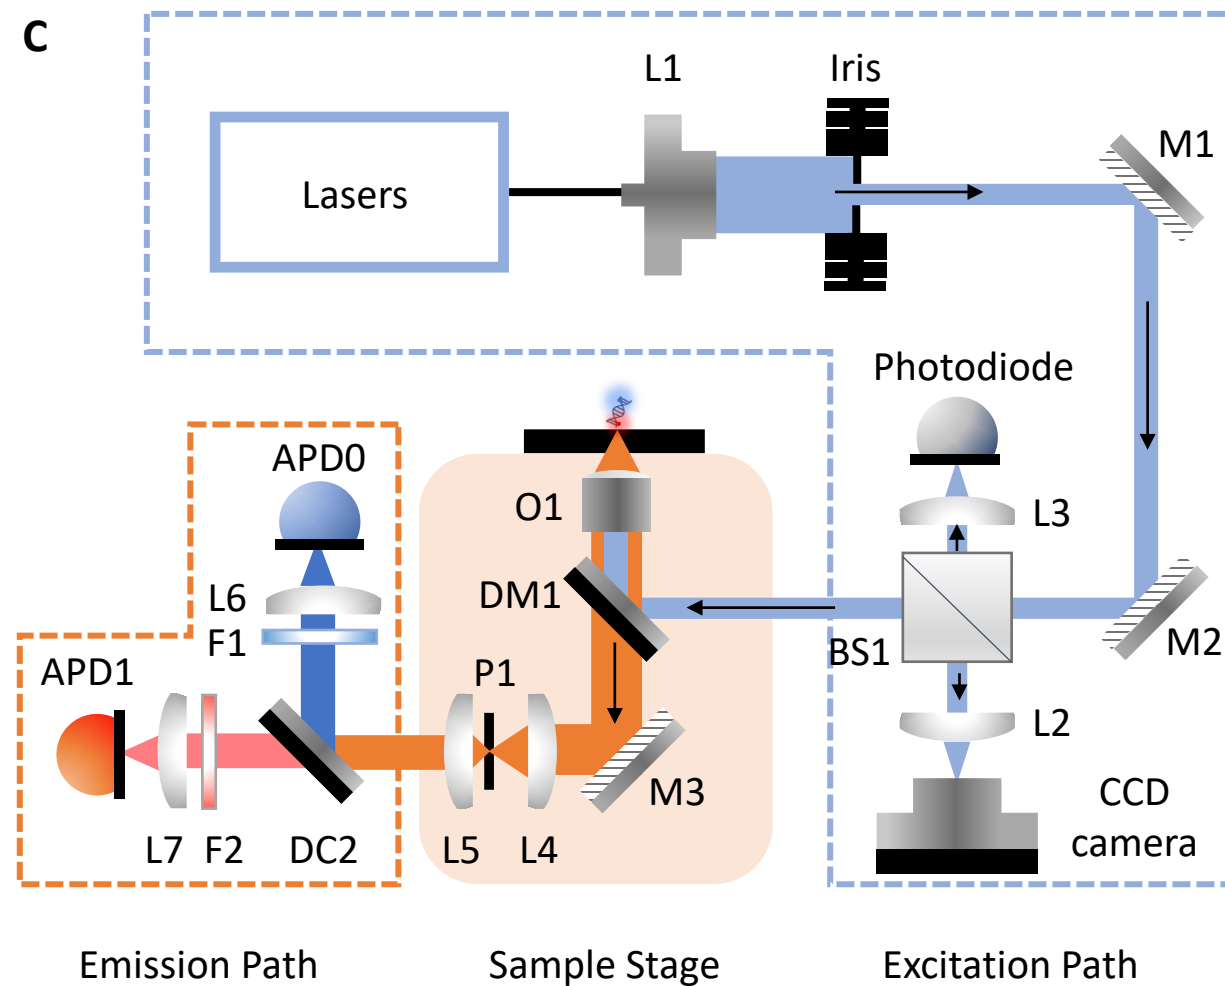 C
L1
Iris
M1
Lasers
Photodiode
APD0
O1
L3
L6
DM1
F1
BS1
M2
APD1
P1
L2
M3
CCD
camera
L7
F2
DC2
L5
L4
Emission Path
Sample Stage
Excitation Path